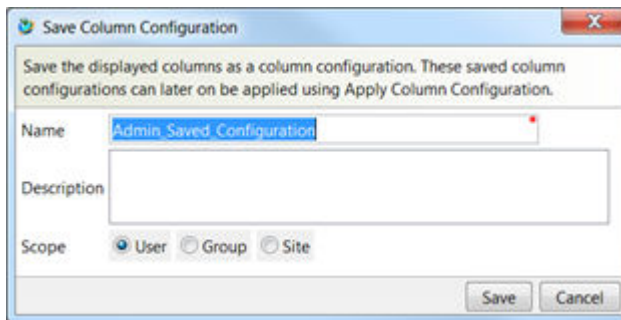 Save Column Configuration
Save the displayed columns as a column configuration. These saved column
configurations can later on be applied using Apply Column Configuration.
Name Admin_Saved_Configuration
Description
Scope User Group Site
Save Cancel